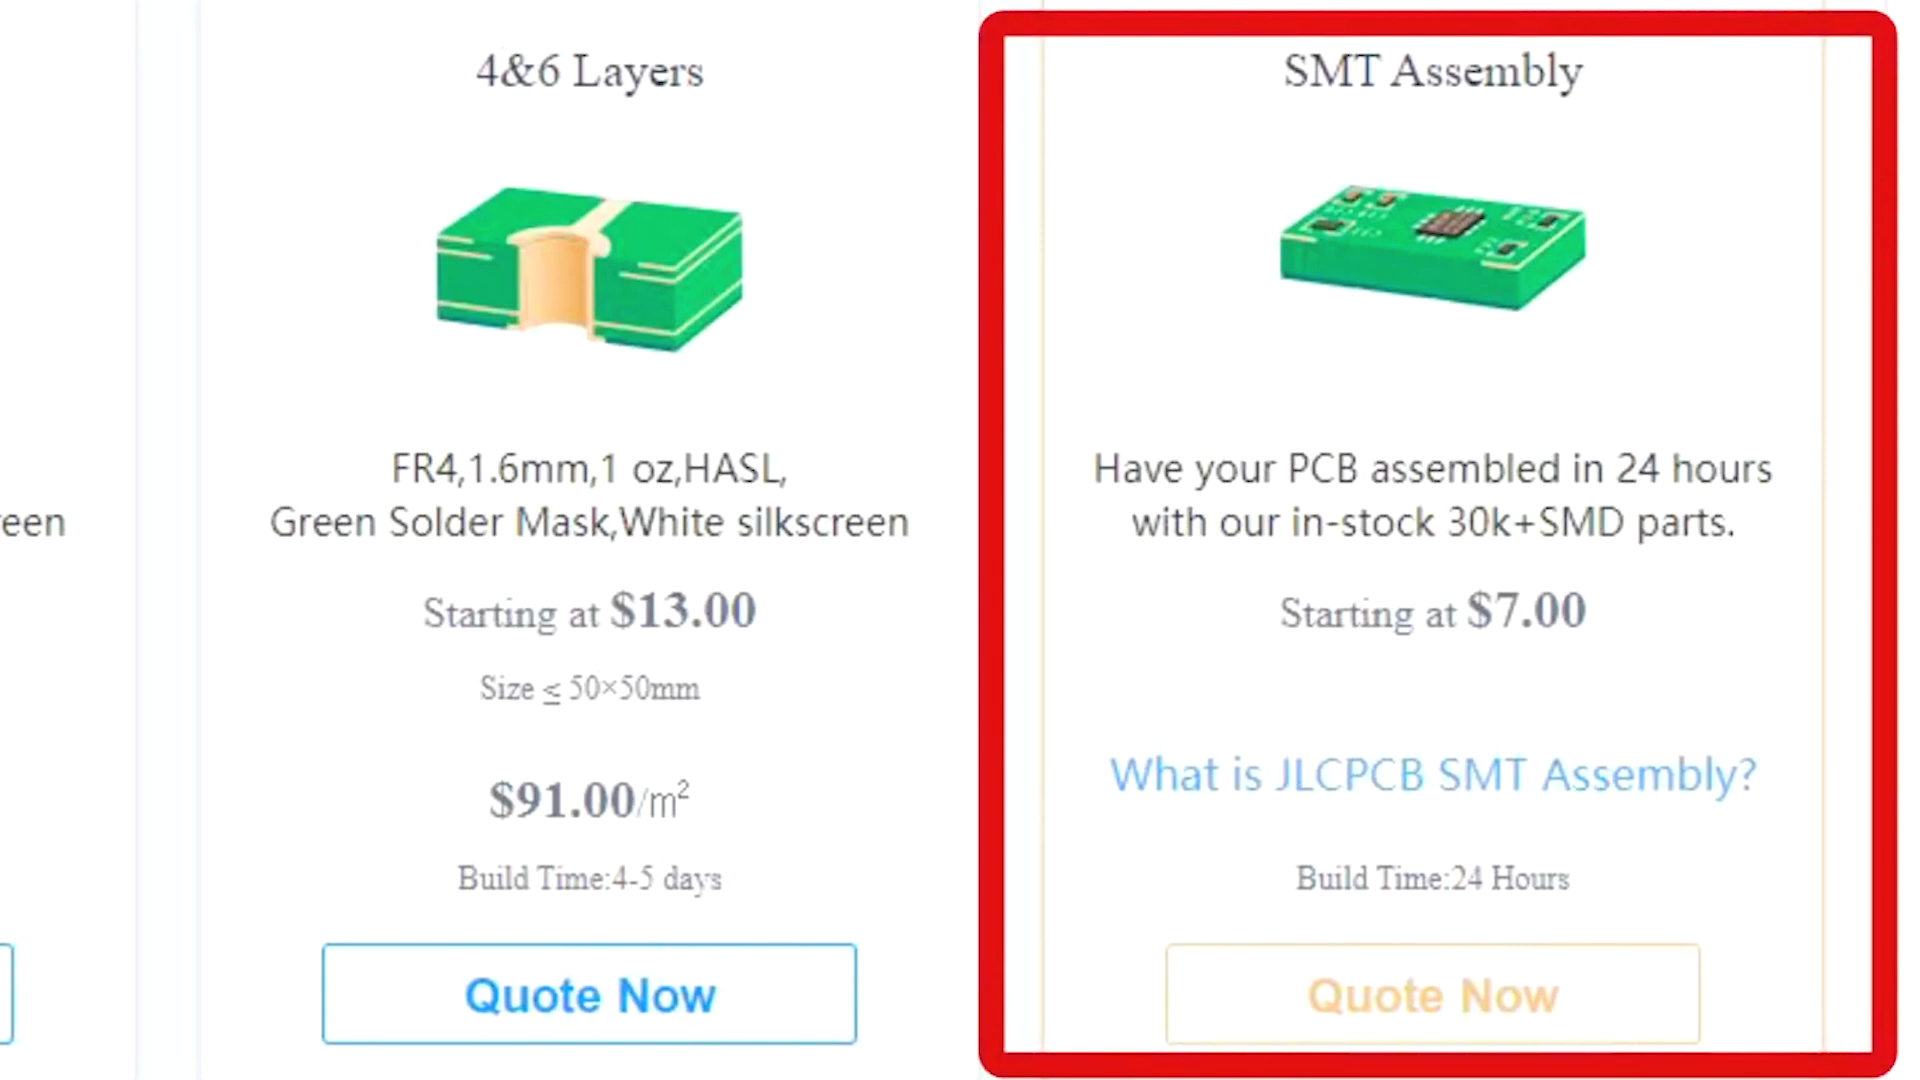 reen
4&6 Layers
FR4,1.6mm,1 oz,HASL,
Green Solder Mask,White silkscreen
Starting at $13.00
Size ≤ 50×50mm
$91.00/m²
Build Time:4-5 days
Quote Now
SMT Assembly
Have your PCB assembled in 24 hours
with our in-stock 30k+SMD parts.
Starting at $7.00
What is JLCPCB SMT Assembly?
Build Time:24 Hours
Quote Now